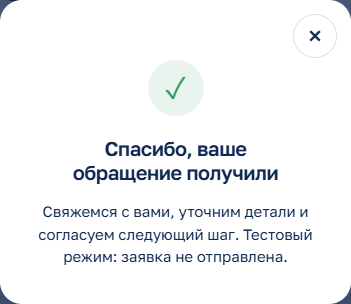 Спасибо, ваше
обращение получили
Свяжемся с вами, уточним детали и
согласуем следующий шаг. Тестовый
режим: заявка не отправлена.